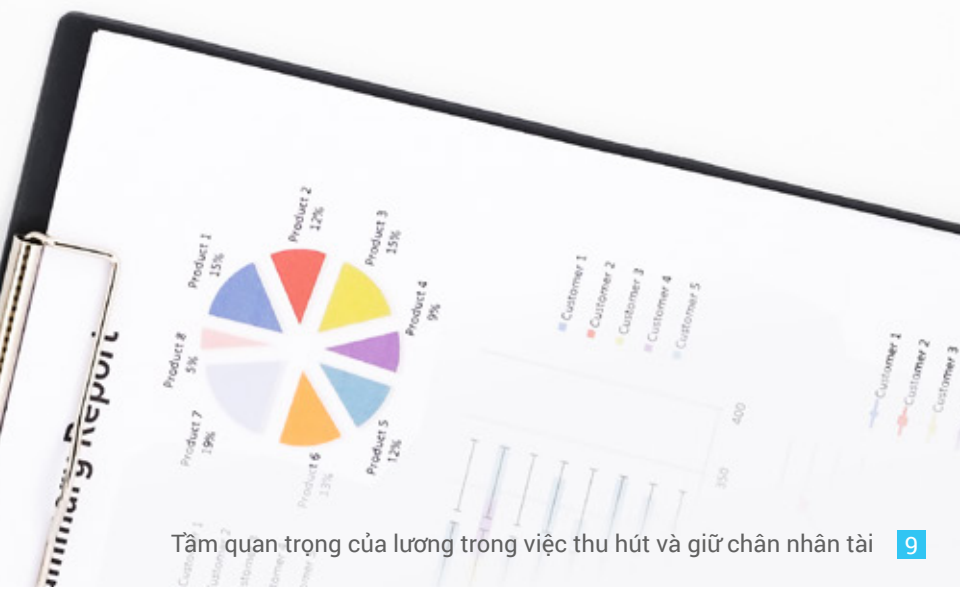 Product 1
15%
Product 2
12%
Product 3
15%
Product 4
9%
Product 5
12%
Product 6
13%
Product 7
19%
Product 8
5%
Customer 1
Customer 2
Customer 3
Customer 4
Customer 5
400
350
Customer 1
Customer 2
Customer 3
Report
Tầm quan trọng của lương trong việc thu hút và giữ chân nhân tài
9